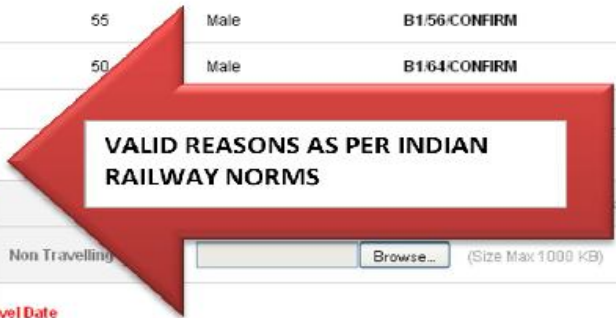 55 Male B1/56/CONFIRM
50 Male B1/64/CONFIRM
VALID REASONS AS PER INDIAN
RAILWAY NORMS
Non Travelling Browse... (Size Max 1000 KB)
vel Date